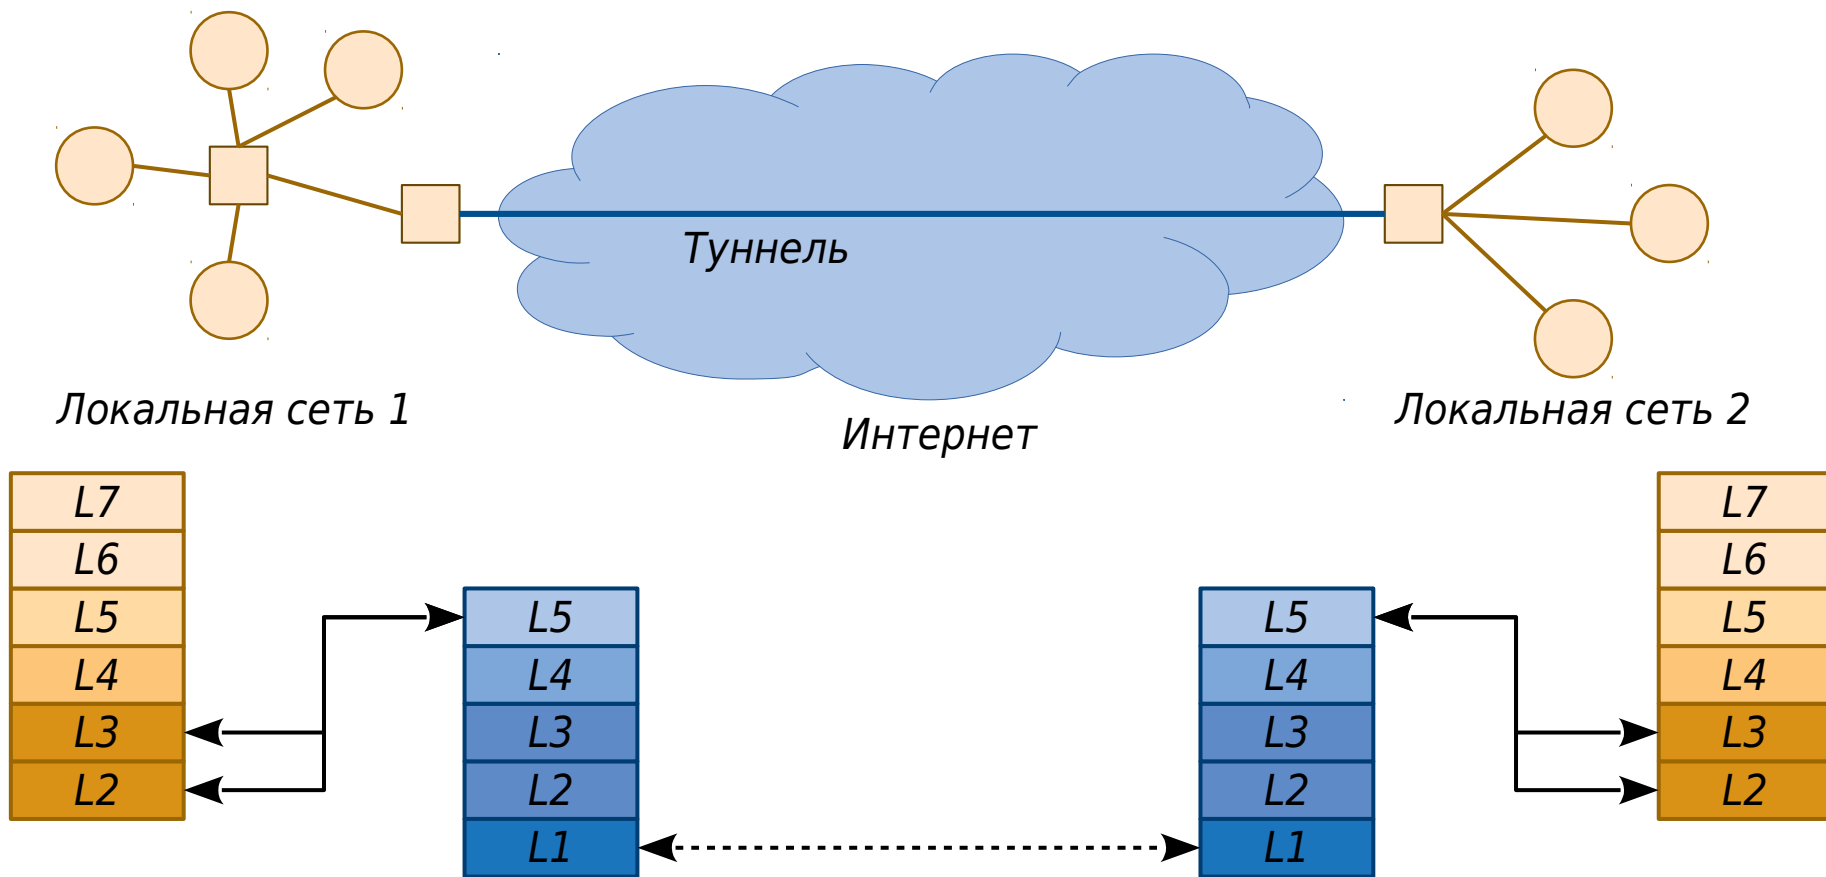 Туннель
Локальная сеть 1
Интернет
Локальная сеть 2
L7
L6
L5
L4
L3
L2
L5
L4
L3
L2
L1
L5
L4
L3
L2
L1
L7
L6
L5
L4
L3
L2